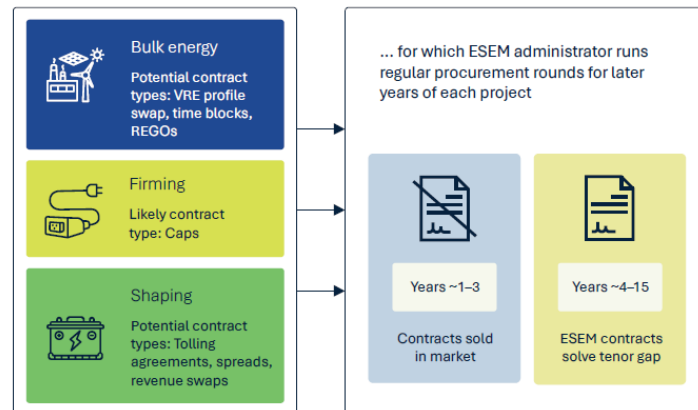 Bulk energy
Potential contract
types: VRE profile
swap, time blocks,
REGOs
Firming
Likely contract
type: Caps
Shaping
Potential contract
types: Tolling
agreements, spreads,
revenue swaps
... for which ESEM administrator runs
regular procurement rounds for later
years of each project
Years ~1–3
Contracts sold
in market
Years ~4–15
ESEM contracts
solve tenor gap